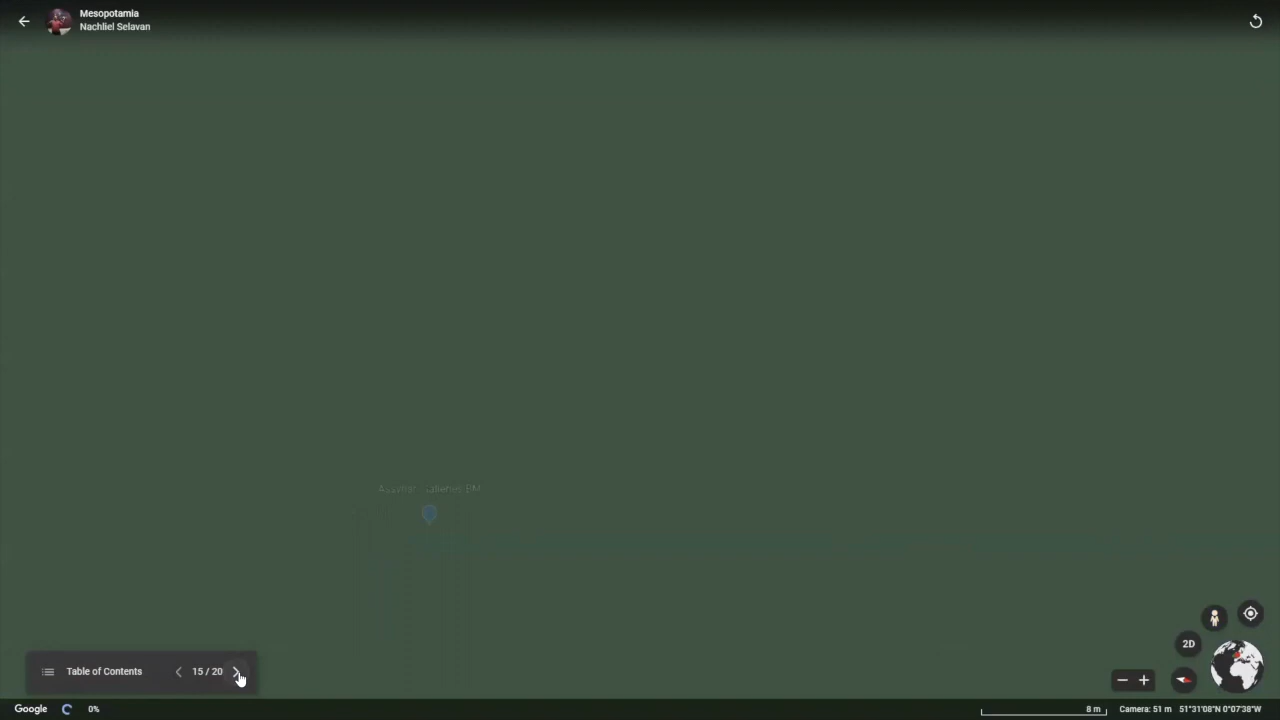 Mesopotamia
Nachliel Selavan
BM
Table of Contents
15 / 20
2D
Google
0%
8 m
Camera: 51 m
51°31'08"N 0°07'38"W